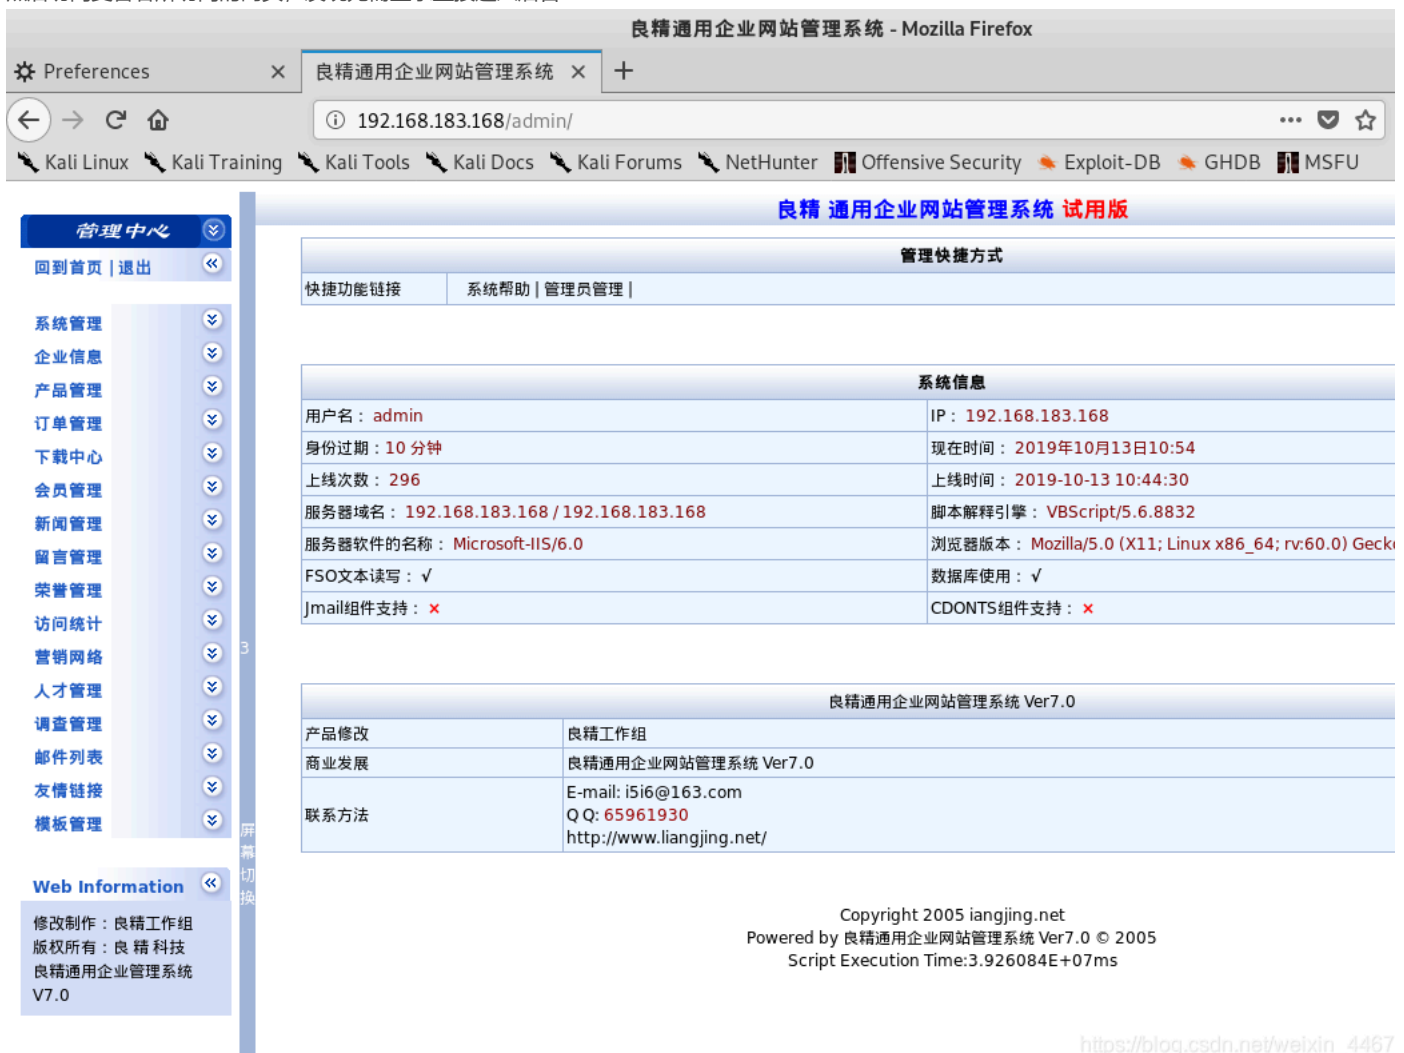 良精通用企业网站管理系统 - Mozilla Firefox
Preferences
良精通用企业网站管理系统
192.168.183.168/admin/
Kali Linux Kali Training Kali Tools Kali Docs Kali Forums NetHunter Offensive Security Exploit-DB GHDB MSFU
良精 通用企业网站管理系统 试用版
管理中心
回到首页 | 退出
系统管理
企业信息
产品管理
订单管理
下载中心
会员管理
新闻管理
留言管理
荣誉管理
访问统计
营销网络
人才管理
调查管理
邮件列表
友情链接
模板管理
Web Information
修改制作：良精工作组
版权所有：良 精 科技
良精通用企业管理系统
V7.0
3
屏幕切换
管理快捷方式
快捷功能链接 系统帮助 | 管理员管理 |
系统信息
用户名： admin IP： 192.168.183.168
身份过期：10 分钟 现在时间： 2019年10月13日10:54
上线次数： 296 上线时间： 2019-10-13 10:44:30
服务器域名： 192.168.183.168 / 192.168.183.168 脚本解释引擎： VBScript/5.6.8832
服务器软件的名称： Microsoft-IIS/6.0 浏览器版本： Mozilla/5.0 (X11; Linux x86_64; rv:60.0) Geck
FSO文本读写： √ 数据库使用： √
Jmail组件支持： × CDONTS组件支持： ×
良精通用企业网站管理系统 Ver7.0
产品修改 良精工作组
商业发展 良精通用企业网站管理系统 Ver7.0
联系方法 E-mail: i5i6@163.com
Q Q: 65961930
http://www.liangjing.net/
Copyright 2005 iangjing.net
Powered by 良精通用企业网站管理系统 Ver7.0 © 2005
Script Execution Time:3.926084E+07ms
https://blog.csdn.net/weixin_4467